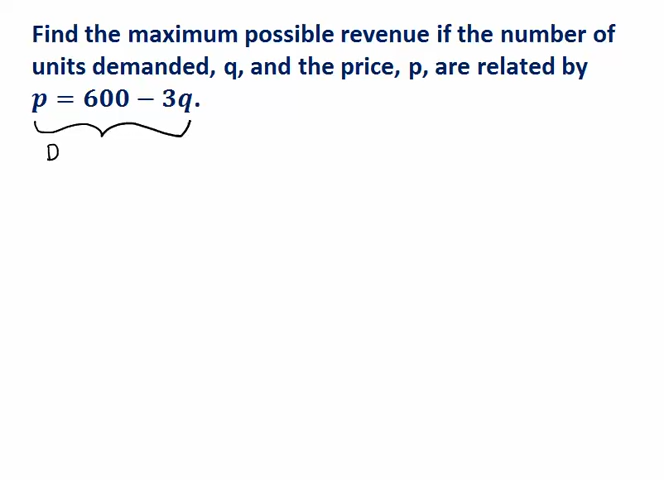 Find the maximum possible revenue if the number of
units demanded, q, and the price, p, are related by
p = 600 − 3q.
D